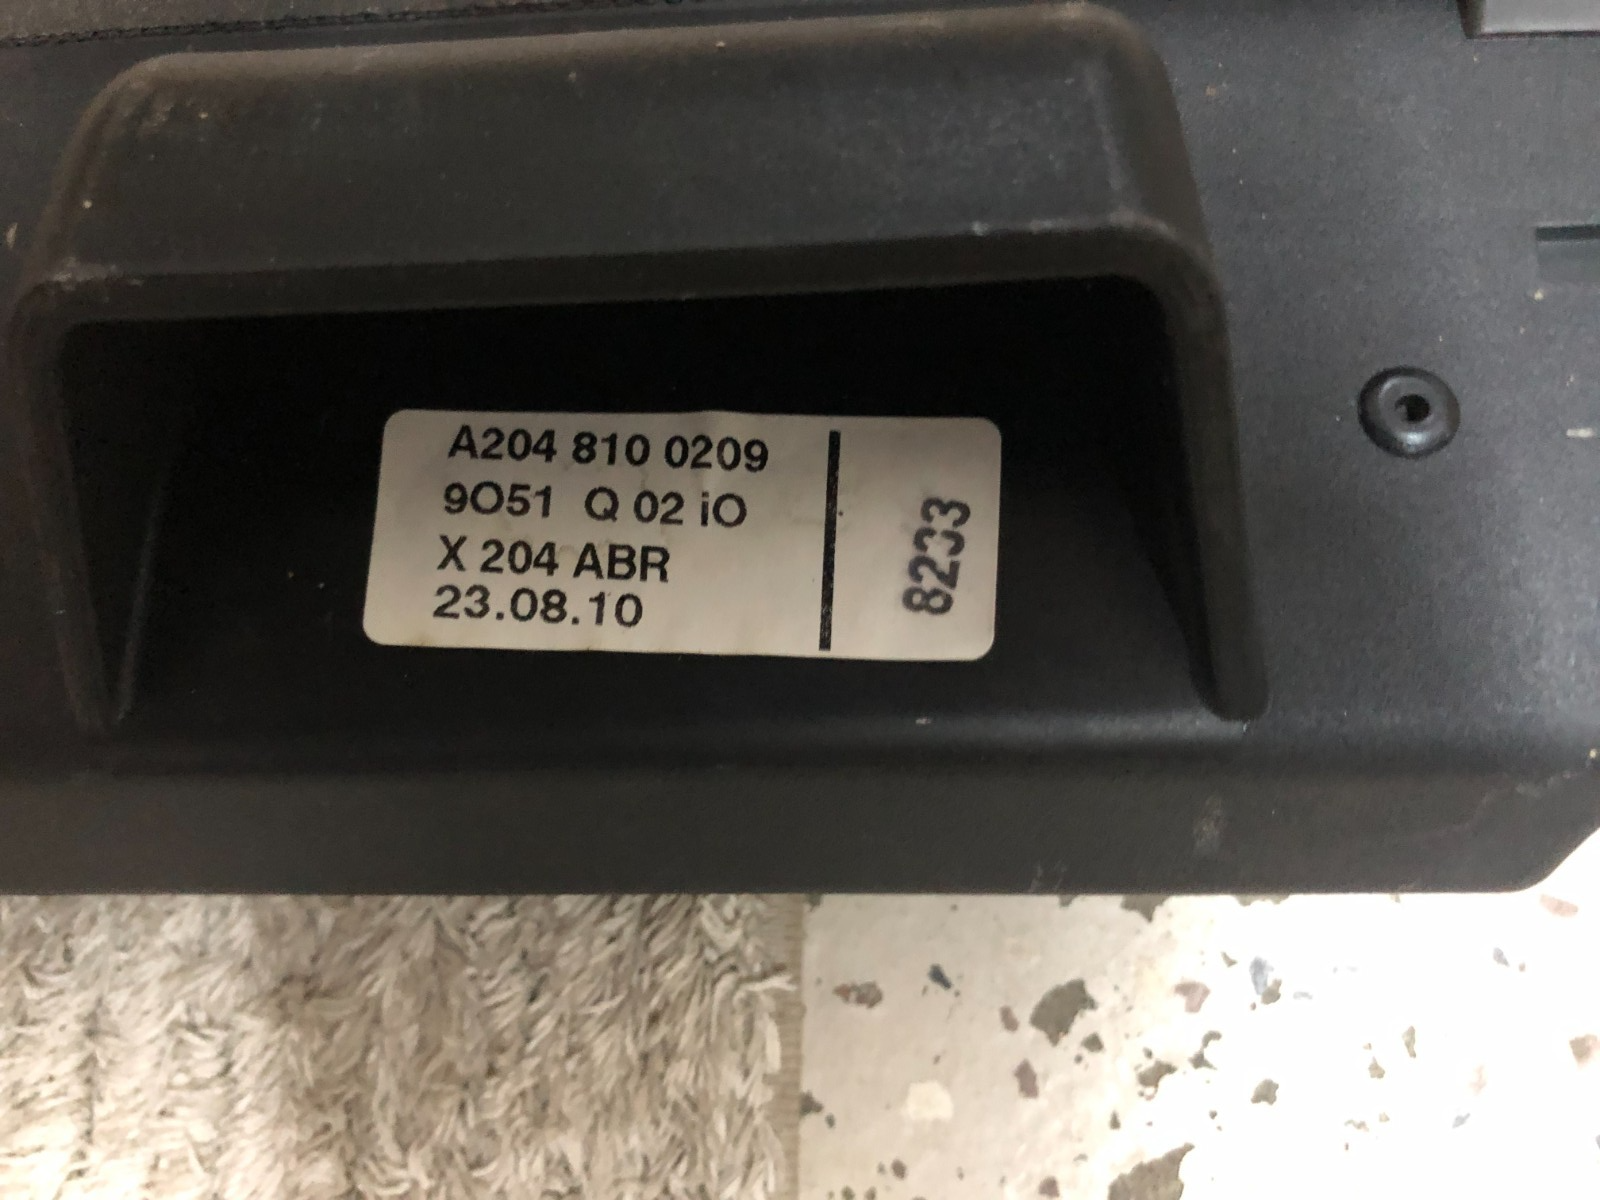 A204 810 0209
9O51 Q 02 iO
X 204 ABR
23.08.10
8233